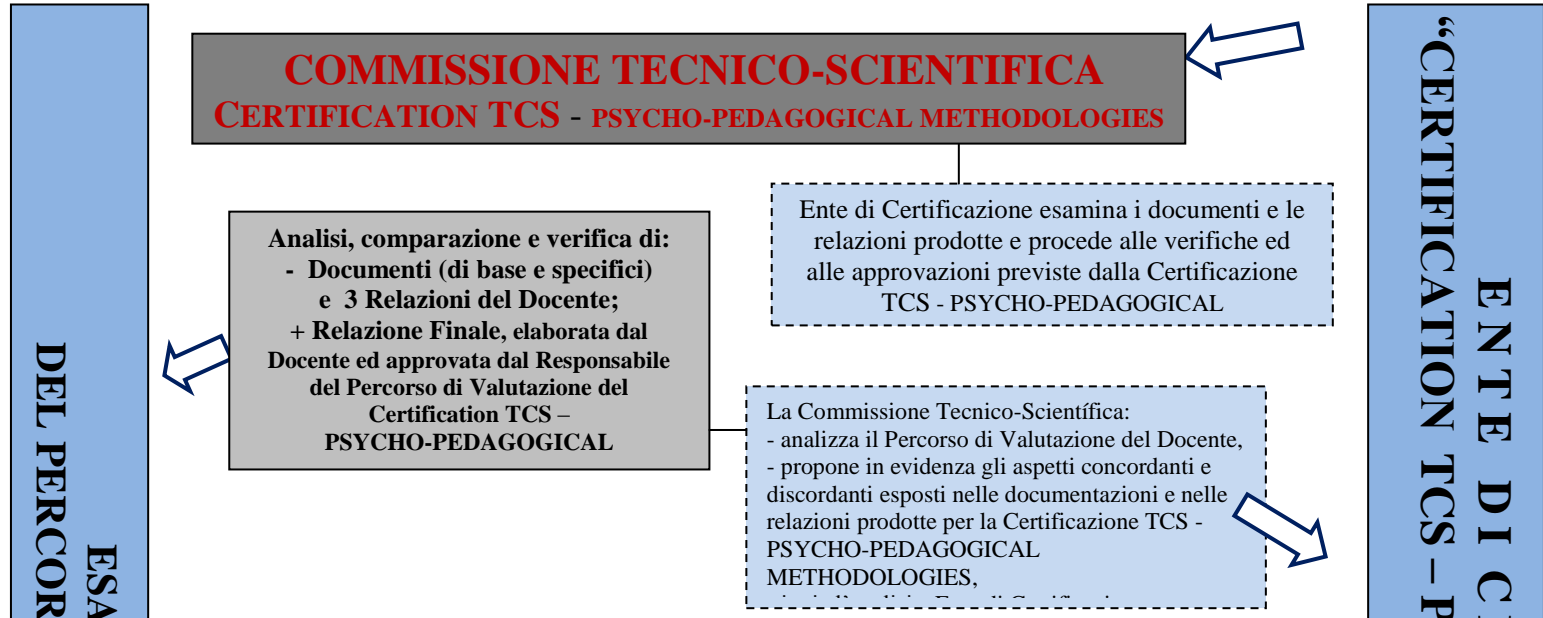 COMMISSIONE TECNICO-SCIENTIFICA
CERTIFICATION TCS - PSYCHO-PEDAGOGICAL METHODOLOGIES
Ente di Certificazione esamina i documenti e le
relazioni prodotte e procede alle verifiche ed
alle approvazioni previste dalla Certificazione
TCS - PSYCHO-PEDAGOGICAL
Analisi, comparazione e verifica di:
- Documenti (di base e specifici)
e 3 Relazioni del Docente;
+ Relazione Finale, elaborata dal
Docente ed approvata dal Responsabile
del Percorso di Valutazione del
Certification TCS –
PSYCHO-PEDAGOGICAL
La Commissione Tecnico-Scientífica:
- analizza il Percorso di Valutazione del Docente,
- propone in evidenza gli aspetti concordanti e
discordanti esposti nelle documentazioni e nelle
relazioni prodotte per la Certificazione TCS -
PSYCHO-PEDAGOGICAL
METHODOLOGIES,
ESA
DEL PERCOR
ENTE DI C
“CERTIFICATION TCS – P